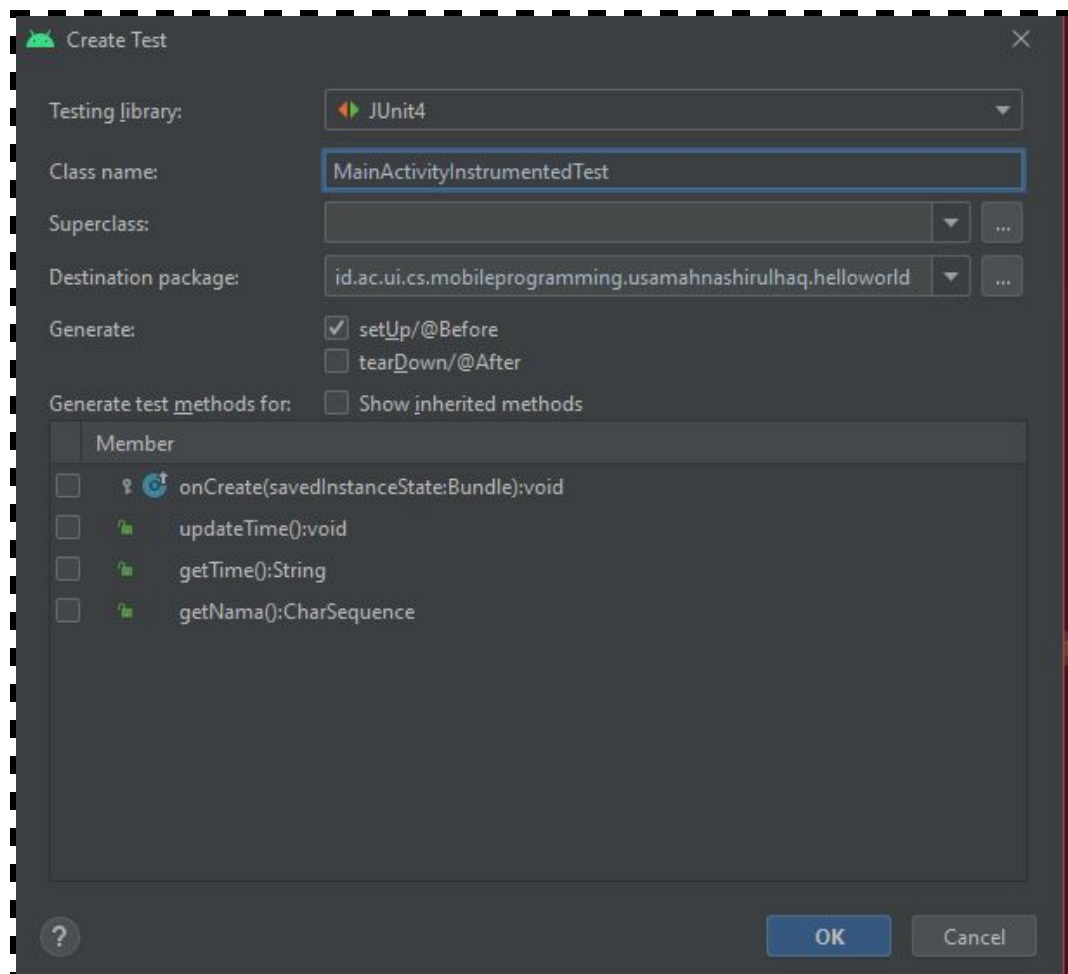 Create Test
Testing library: JUnit4
Class name: MainActivityInstrumentedTest
Superclass: ...
Destination package: id.ac.ui.cs.mobileprogramming.usamahnashirulhaq.helloworld ...
Generate: setUp/@Before
tearDown/@After
Generate test methods for: Show inherited methods
Member
onCreate(savedInstanceState:Bundle):void
updateTime():void
getTime():String
getNama():CharSequence
? OK Cancel